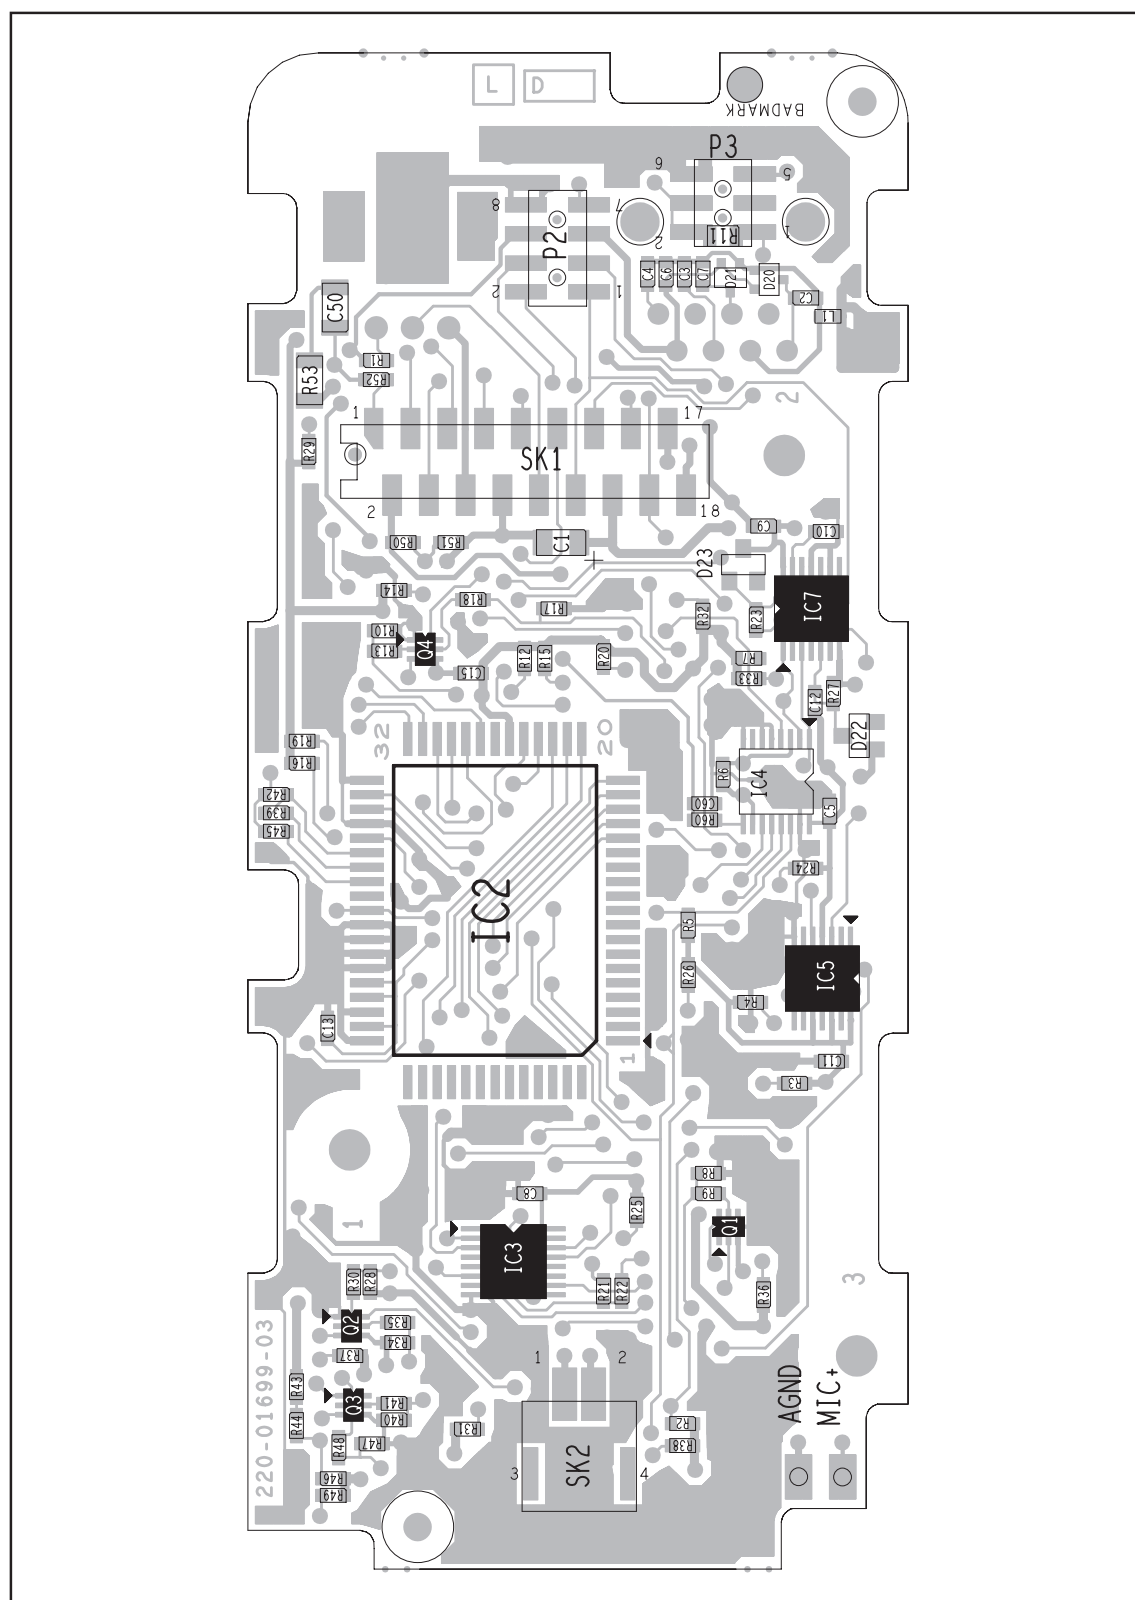 L D
BADMARK
P3
6 5
8 7
P2
R11
2 1
2 1
C4 C6 C3 C7 D21 D20
C2
L1
C50
R1
R52
R53
2
1 17
R29
SK1
2 18
R50 R51 C1
C9 C10
D23
R14 R18 R17 R32 R23 IC7
R10
R13 Q4
C15 R12 R15 R20 R7
R33
C12 R27
32 20
R19
R16
D22
R6 IC4
R42
R39
R45
C60
R60
C5
R24
IC2
R5
R26
IC5
R4
C13
1
C11
R3
1
C8 R25
R8
R9
Q1
IC3
R30 R28
R21 R22
R36
3
Q2 R35
R34
R37
1 2
220-01699-03
R43
Q3 R41
R40
R44
R31
R2
R38
R48 R47
AGND
MIC+
SK2
3 4
R46
R49